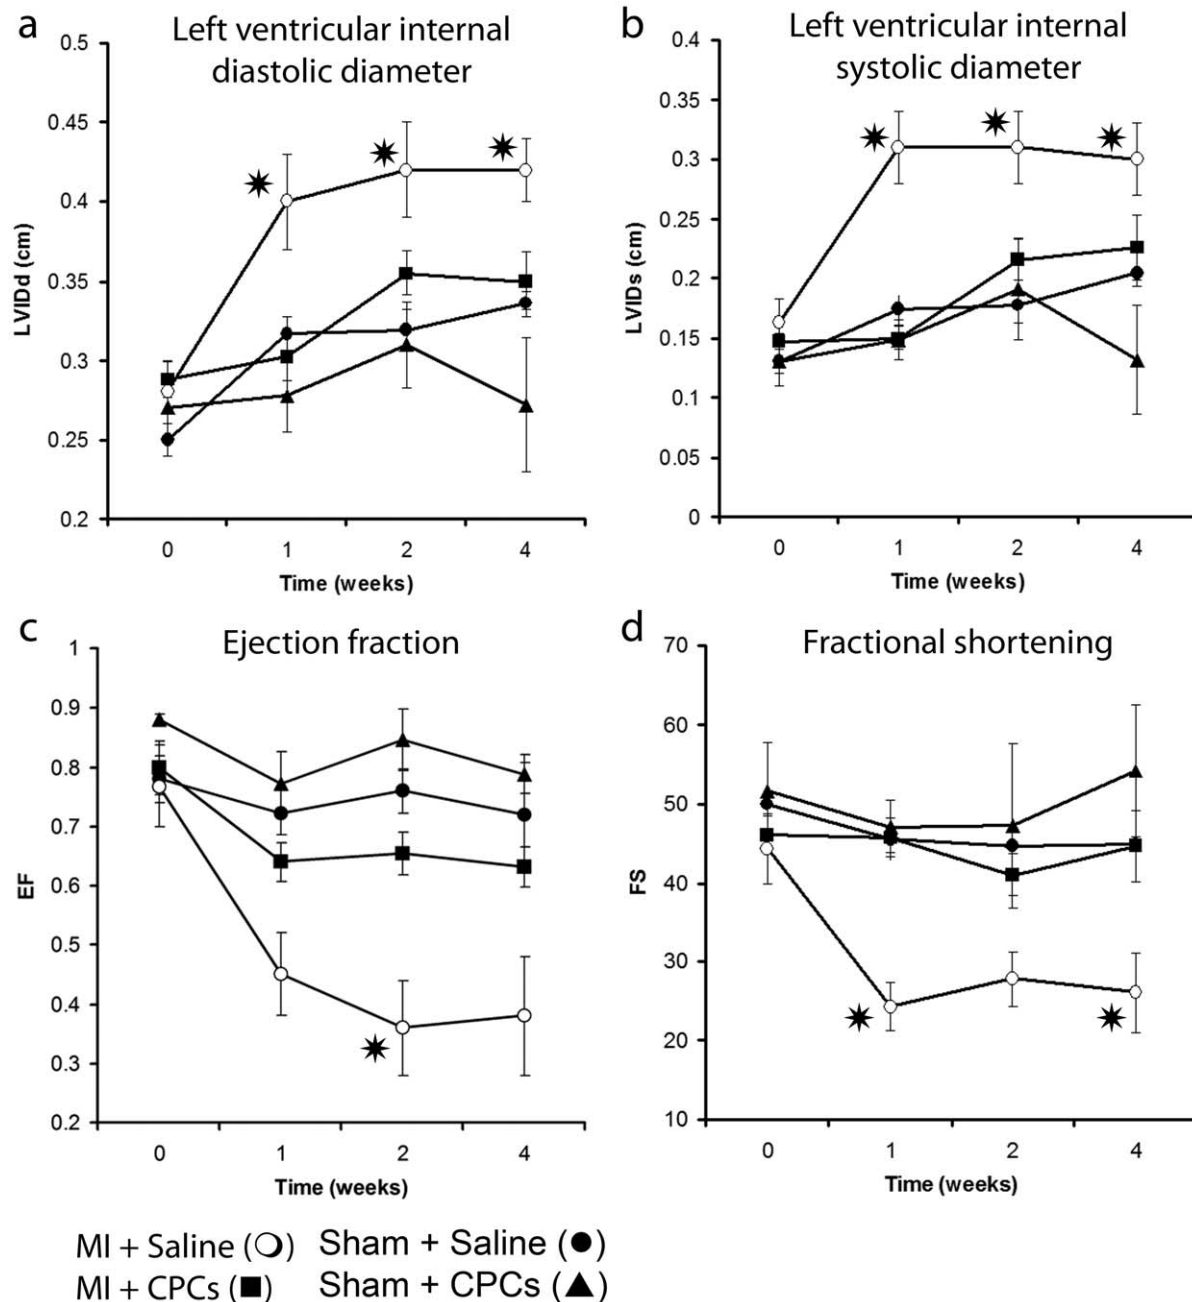 a
Left ventricular internal
diastolic diameter
0.5
0.45
0.4
0.35
0.3
0.25
0.2
LVIDd (cm)
0 1 2 4
Time (weeks)
b
Left ventricular internal
systolic diameter
0.4
0.35
0.3
0.25
0.2
0.15
0.1
0.05
0
LVIDs (cm)
0 1 2 4
Time (weeks)
c
Ejection fraction
1
0.9
0.8
0.7
0.6
0.5
0.4
0.3
0.2
EF
0 1 2 4
Time (weeks)
d
Fractional shortening
70
60
50
40
30
20
10
FS
0 1 2 4
Time (weeks)
MI + Saline (○) Sham + Saline (●)
MI + CPCs (■) Sham + CPCs (▲)